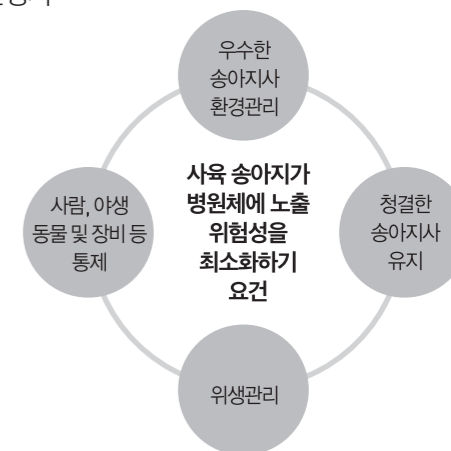 우수한
송아지사
환경관리
사육 송아지가
병원체에 노출
위험성을
최소화하기
요건
사람, 야생
동물 및 장비 등
통제
청결한
송아지사
유지
위생관리